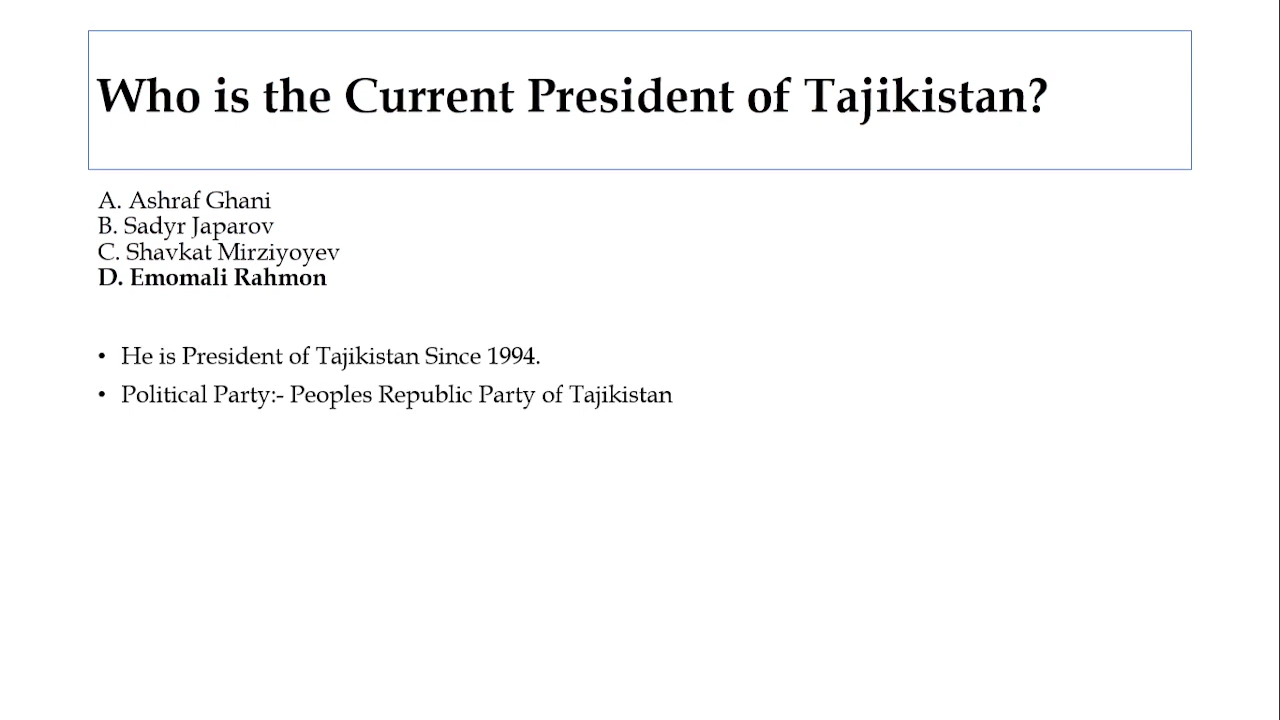 Who is the Current President of Tajikistan?
A. Ashraf Ghani
B. Sadyr Japarov
C. Shavkat Mirziyoyev
D. Emomali Rahmon
• He is President of Tajikistan Since 1994.
• Political Party:- Peoples Republic Party of Tajikistan